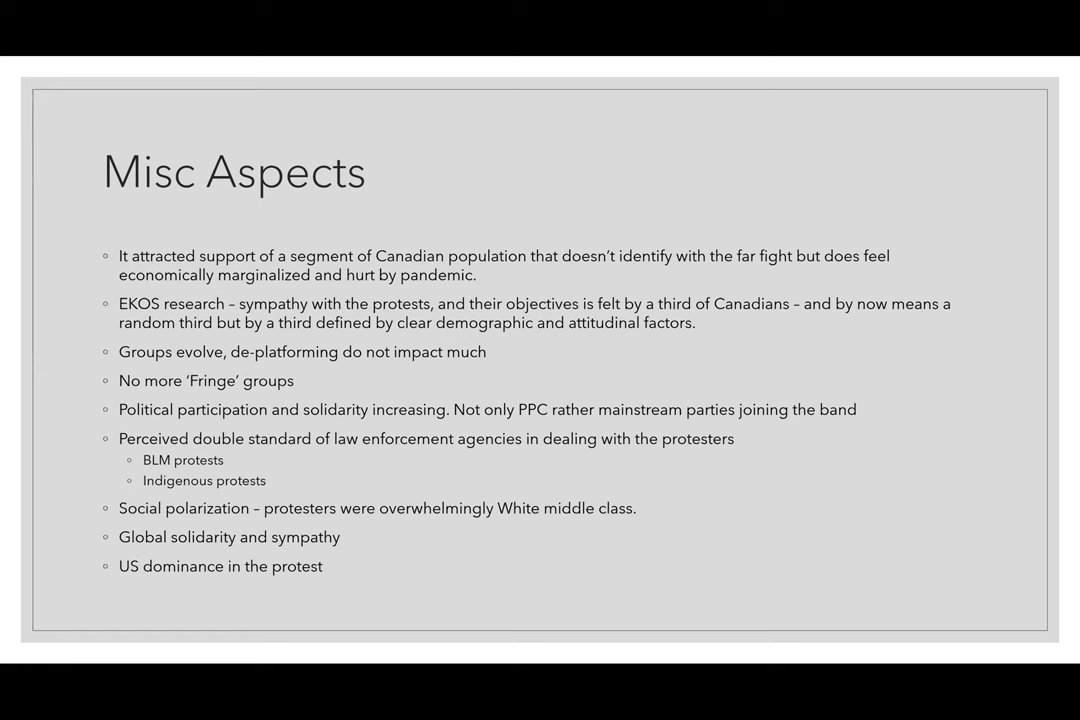 Misc Aspects
◦ It attracted support of a segment of Canadian population that doesn’t identify with the far fight but does feel
economically marginalized and hurt by pandemic.
◦ EKOS research – sympathy with the protests, and their objectives is felt by a third of Canadians – and by now means a
random third but by a third defined by clear demographic and attitudinal factors.
◦ Groups evolve, de-platforming do not impact much
◦ No more ‘Fringe’ groups
◦ Political participation and solidarity increasing. Not only PPC rather mainstream parties joining the band
◦ Perceived double standard of law enforcement agencies in dealing with the protesters
◦ BLM protests
◦ Indigenous protests
◦ Social polarization – protesters were overwhelmingly White middle class.
◦ Global solidarity and sympathy
◦ US dominance in the protest